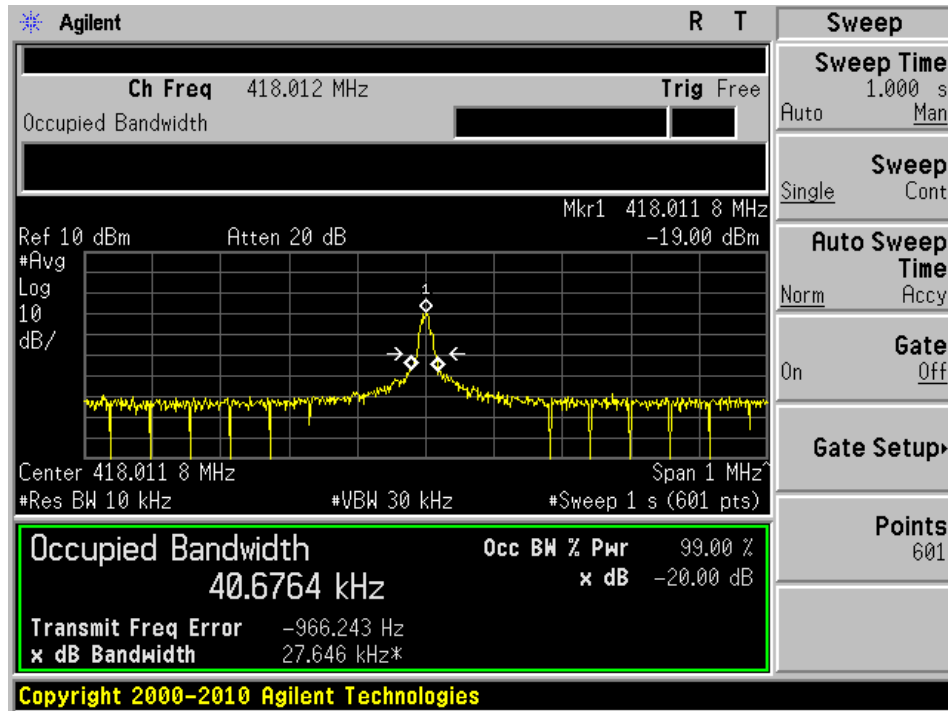 Agilent R T
Ch Freq 418.012 MHz Trig Free
Occupied Bandwidth
Mkr1 418.011 8 MHz
Ref 10 dBm Atten 20 dB -19.00 dBm
#Avg
Log
10
dB/
1
Center 418.011 8 MHz Span 1 MHz^
#Res BW 10 kHz #VBW 30 kHz #Sweep 1 s (601 pts)
Occupied Bandwidth Occ BW % Pwr 99.00 %
40.6764 kHz x dB -20.00 dB
Transmit Freq Error -966.243 Hz
x dB Bandwidth 27.646 kHz*
Copyright 2000-2010 Agilent Technologies
Sweep
Sweep Time
1.000 s
Auto Man
Sweep
Single Cont
Auto Sweep
Time
Norm Accy
Gate
On Off
Gate Setup▸
Points
601